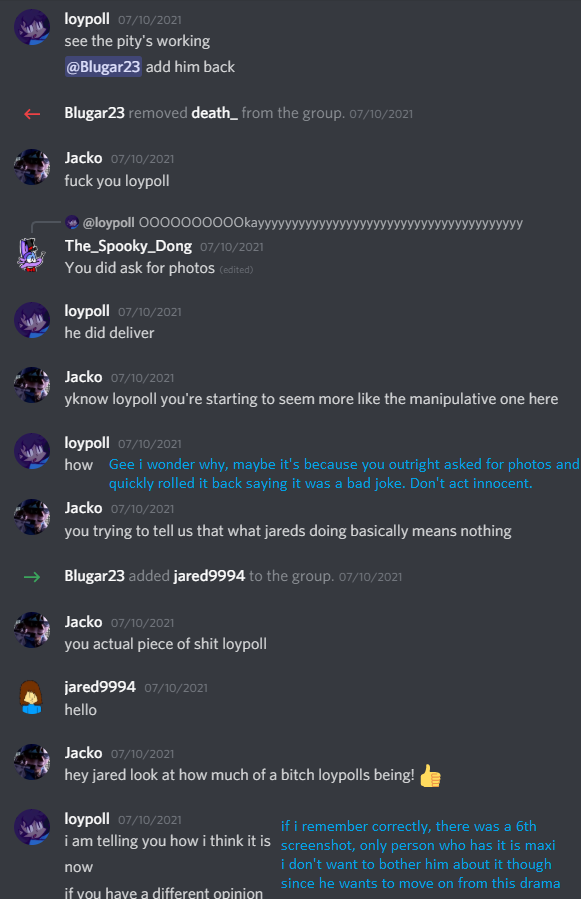 loypoll 07/10/2021
see the pity's working
@Blugar23 add him back
Blugar23 removed death_ from the group. 07/10/2021
Jacko 07/10/2021
fuck you loypoll
@loypoll OOOOOOOOOOkayyyyyyyyyyyyyyyyyyyyyyyyyyyyyyyyyyyyyyy
The_Spooky_Dong 07/10/2021
You did ask for photos (edited)
loypoll 07/10/2021
he did deliver
Jacko 07/10/2021
yknow loypoll you're starting to seem more like the manipulative one here
loypoll 07/10/2021
how Gee i wonder why, maybe it's because you outright asked for photos and
quickly rolled it back saying it was a bad joke. Don't act innocent.
Jacko 07/10/2021
you trying to tell us that what jareds doing basically means nothing
Blugar23 added jared9994 to the group. 07/10/2021
Jacko 07/10/2021
you actual piece of shit loypoll
jared9994 07/10/2021
hello
Jacko 07/10/2021
hey jared look at how much of a bitch loypolls being! 👍
loypoll 07/10/2021
i am telling you how i think it is
now
if you have a different opinion
if i remember correctly, there was a 6th
screenshot, only person who has it is maxi
i don't want to bother him about it though
since he wants to move on from this drama